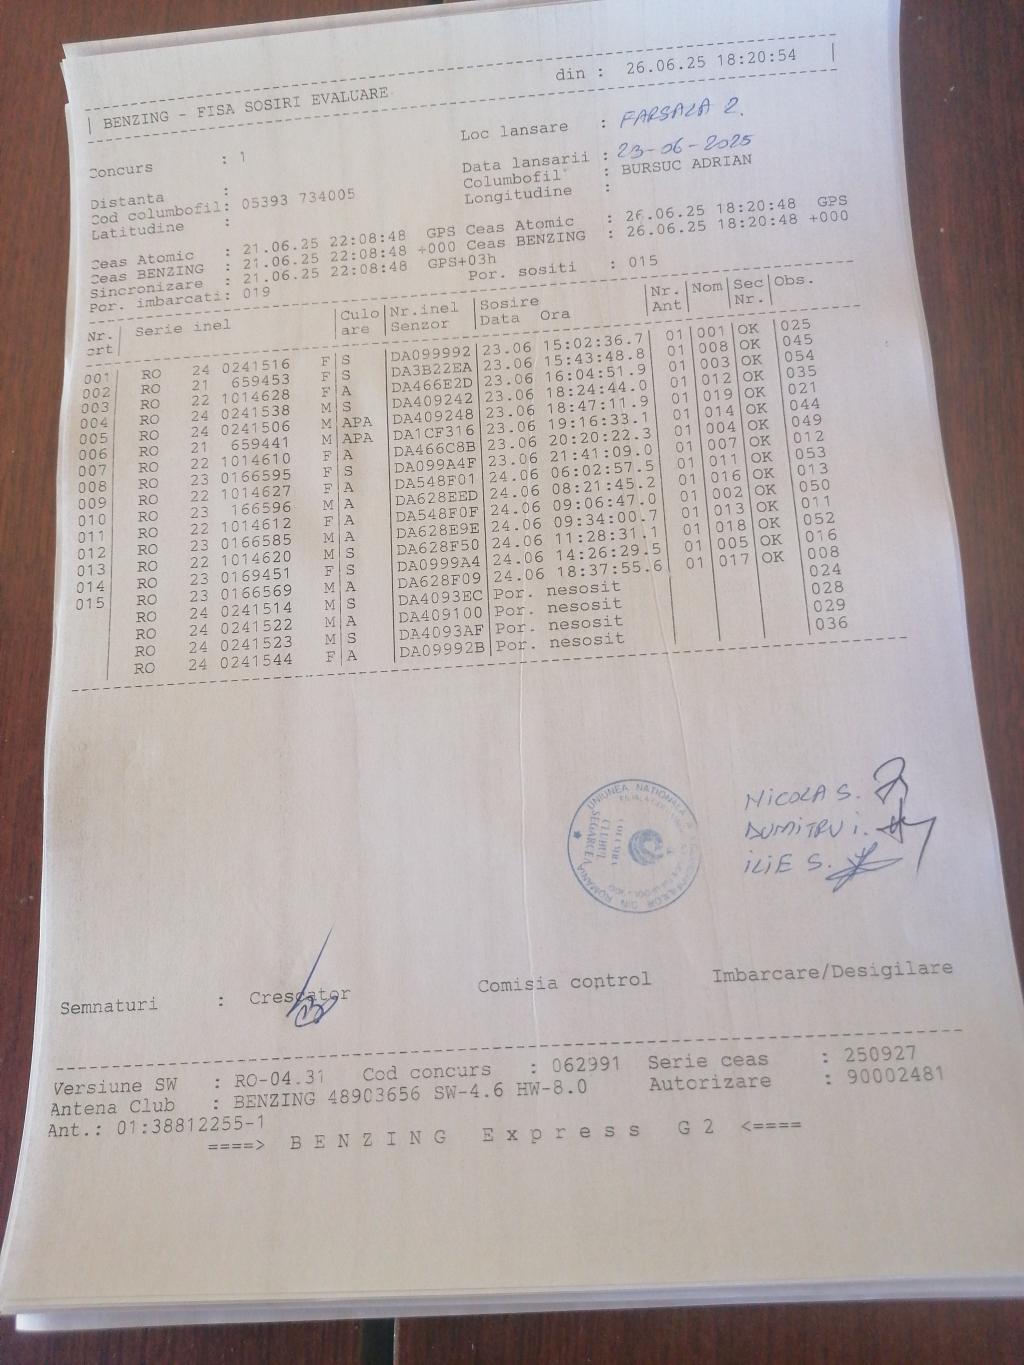 din : 26.06.25 18:20:54
BENZING - FISA SOSIRI EVALUARE
Concurs : 1 Loc lansare : FARSALA 2.
Data lansarii : 23-06-2025
Distanta : Columbofil : BURSUC ADRIAN
Cod columbofil: 05393 734005 Longitudine :
Latitudine :
Ceas Atomic : 21.06.25 22:08:48 GPS Ceas Atomic : 26.06.25 18:20:48 GPS
Ceas BENZING : 21.06.25 22:08:48 +000 Ceas BENZING : 26.06.25 18:20:48 +000
Sincronizare : 21.06.25 22:08:48 GPS+03h
Por. imbarcati: 019 Por. sositi : 015
Nr. Serie inel Culo Nr.inel Sosire Nr. Nom Sec Obs.
crt are Senzor Data Ora Ant Nr.
001 RO 24 0241516 F S DA099992 23.06 15:02:36.7 01 001 OK 025
002 RO 21 659453 F S DA3B22EA 23.06 15:43:48.8 01 008 OK 045
003 RO 22 1014628 F A DA466E2D 23.06 16:04:51.9 01 003 OK 054
004 RO 24 0241538 M S DA409242 23.06 18:24:44.0 01 012 OK 035
005 RO 24 0241506 M APA DA409248 23.06 18:47:11.9 01 019 OK 021
006 RO 21 659441 M APA DA1CF316 23.06 19:16:33.1 01 014 OK 044
007 RO 22 1014610 F A DA466C8B 23.06 20:20:22.3 01 004 OK 049
008 RO 23 0166595 F S DA099A4F 23.06 21:41:09.0 01 007 OK 012
009 RO 22 1014627 F A DA548F01 24.06 06:02:57.5 01 011 OK 053
010 RO 23 166596 M A DA628EED 24.06 08:21:45.2 01 016 OK 013
011 RO 22 1014612 F A DA548F0F 24.06 09:06:47.0 01 002 OK 050
012 RO 23 0166585 M A DA628E9E 24.06 09:34:00.7 01 013 OK 011
013 RO 22 1014620 M S DA628F50 24.06 11:28:31.1 01 018 OK 052
014 RO 23 0169451 F S DA0999A4 24.06 14:26:29.5 01 005 OK 016
015 RO 23 0166569 M A DA628F09 24.06 18:37:55.6 01 017 OK 008
RO 24 0241514 M S DA4093EC Por. nesosit 024
RO 24 0241522 M A DA409100 Por. nesosit 028
RO 24 0241523 M S DA4093AF Por. nesosit 029
RO 24 0241544 F A DA09992B Por. nesosit 036
UNIUNEA NATIONALA A COLUMBOFILILOR DIN ROMANIA
COLUMBA
CLUBUL
SEGARCEA
NICOLA S.
DUMITRU I.
ILIE S.
Semnaturi : Crescator Comisia control Imbarcare/Desigilare
Versiune SW : RO-04.31 Cod concurs : 062991 Serie ceas : 250927
Antena Club : BENZING 48903656 SW-4.6 HW-8.0 Autorizare : 90002481
Ant.: 01:38812255-1
====> BENZING Express G2 <====